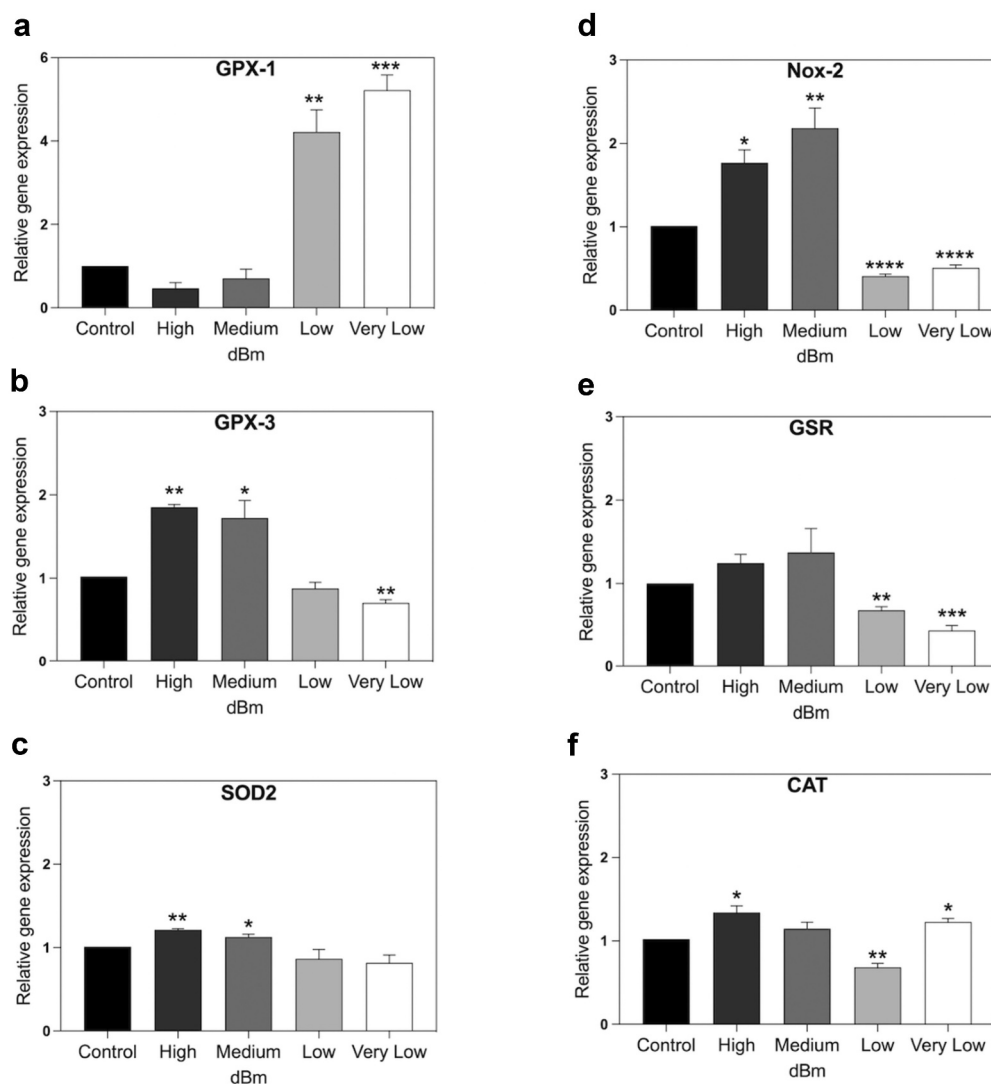 a
GPX-1
Relative gene expression
6
4
2
0
**
***
Control High Medium Low Very Low
dBm
b
GPX-3
Relative gene expression
3
2
1
0
**
*
**
Control High Medium Low Very Low
dBm
c
SOD2
Relative gene expression
3
2
1
0
**
*
Control High Medium Low Very Low
dBm
d
Nox-2
Relative gene expression
3
2
1
0
*
**
****
****
Control High Medium Low Very Low
dBm
e
GSR
Relative gene expression
3
2
1
0
**
***
Control High Medium Low Very Low
dBm
f
CAT
Relative gene expression
3
2
1
0
*
**
*
Control High Medium Low Very Low
dBm